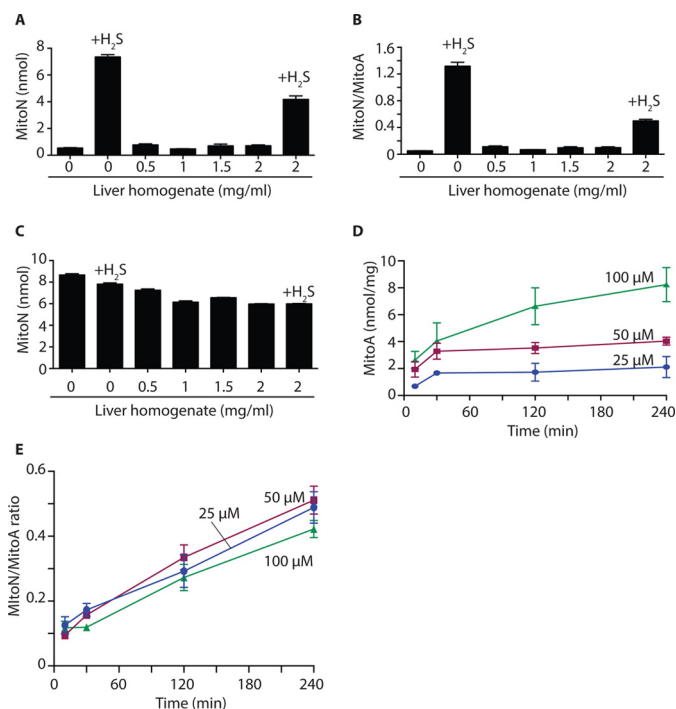 A
MitoN (nmol)
8
6
4
2
0
+H₂S
+H₂S
0 0 0.5 1 1.5 2 2
Liver homogenate (mg/ml)
B
MitoN/MitoA
1.6
1.2
0.8
0.4
0
+H₂S
+H₂S
0 0 0.5 1 1.5 2 2
Liver homogenate (mg/ml)
C
MitoN (nmol)
10
8
6
4
2
0
+H₂S
+H₂S
0 0 0.5 1 1.5 2 2
Liver homogenate (mg/ml)
D
MitoA (nmol/mg)
10
8
6
4
2
0
100 µM
50 µM
25 µM
0 60 120 180 240
Time (min)
E
MItoN/MitoA ratio
0.6
0.4
0.2
0
50 µM
25 µM
100 µM
0 60 120 180 240
Time (min)